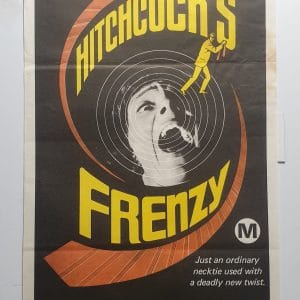 HITCHCOCK'S
FRENZY
M
Just an ordinary
necktie used with
a deadly new twist.